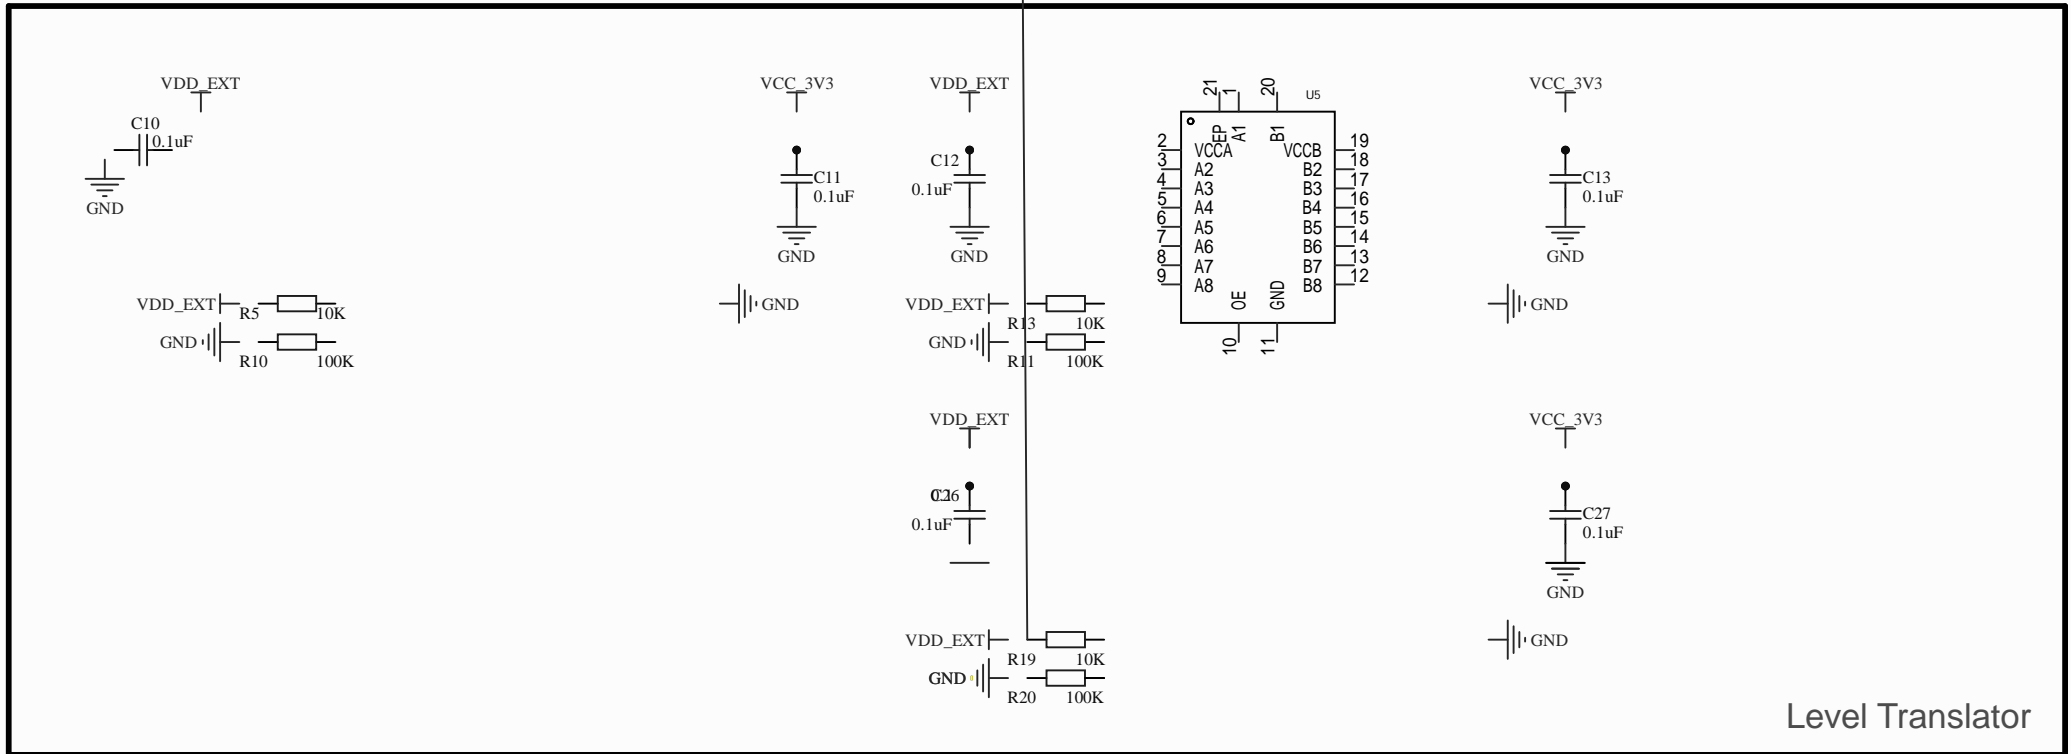 VDD_EXT
C10
0.1uF
GND
VDD_EXT
R5
10K
GND
R10
100K
VCC_3V3
C11
0.1uF
GND
GND
VDD_EXT
C12
0.1uF
GND
VDD_EXT
R13
10K
GND
R11
100K
U5
21
1
20
EP
A1
B1
2
VCCA
VCCB
19
3
A2
B2
18
4
A3
B3
17
5
A4
B4
16
6
A5
B5
15
7
A6
B6
14
8
A7
B7
13
9
A8
B8
12
OE
GND
10
11
VCC_3V3
C13
0.1uF
GND
GND
VDD_EXT
0.1uF
VDD_EXT
R19
10K
GND
R20
100K
VCC_3V3
C27
0.1uF
GND
GND
Level Translator